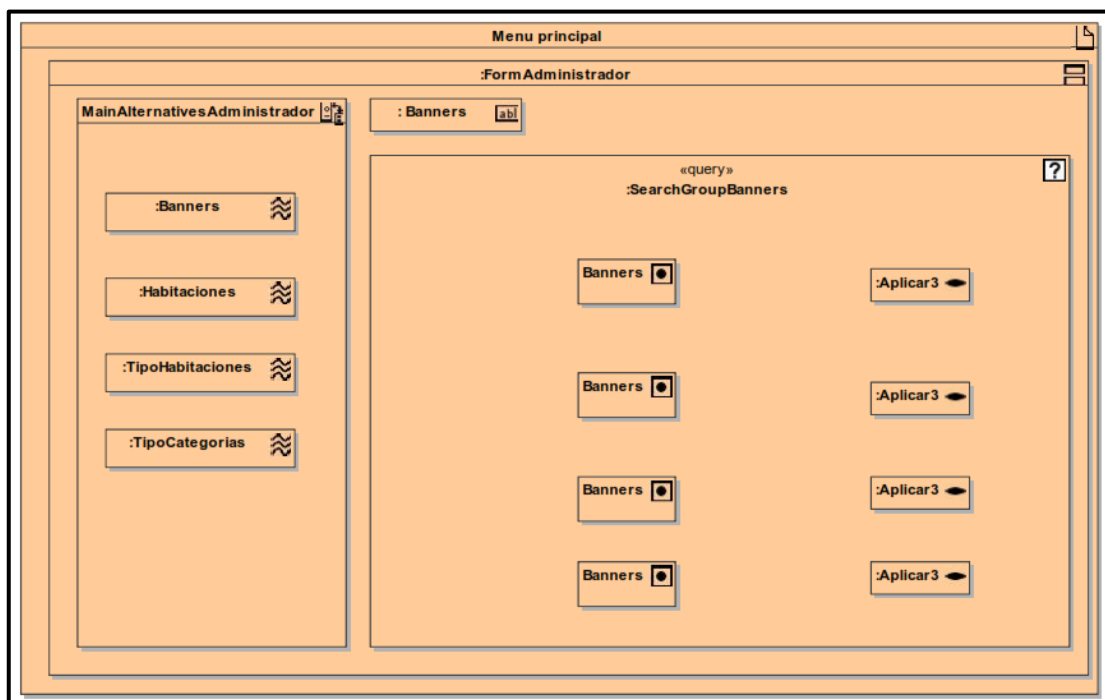 Menu principal
:FormAdministrador
MainAlternativesAdministrador
:Banners
:Habitaciones
:TipoHabitaciones
:TipoCategorias
: Banners
abl
«query»
:SearchGroupBanners
?
Banners
:Aplicar3
Banners
:Aplicar3
Banners
:Aplicar3
Banners
:Aplicar3